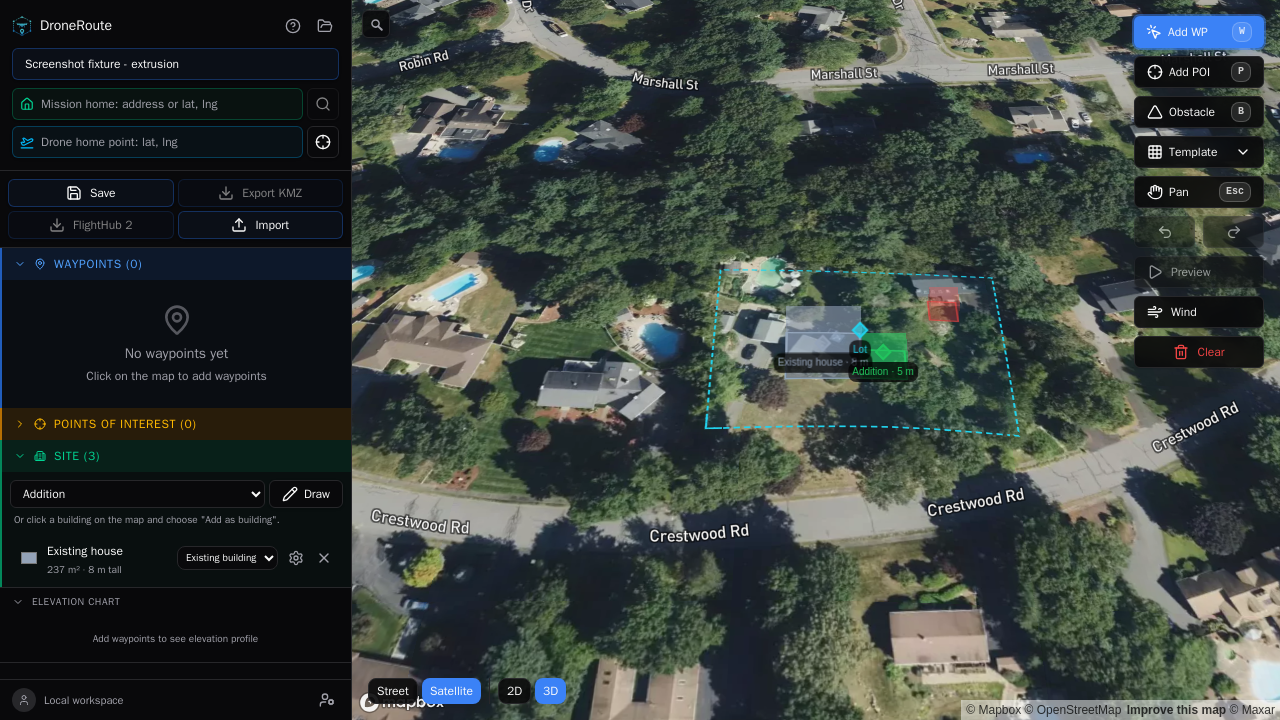 DroneRoute
Screenshot fixture - extrusion
Mission home: address or lat, lng
Drone home point: lat, lng
Save
Export KMZ
FlightHub 2
Import
WAYPOINTS (0)
No waypoints yet
Click on the map to add waypoints
POINTS OF INTEREST (0)
SITE (3)
Addition
Draw
Or click a building on the map and choose "Add as building".
Existing house
237 m² · 8 m tall
Existing building
ELEVATION CHART
Add waypoints to see elevation profile
Local workspace
Robin Rd
Dr
Marshall St
Marshall St
Marshall St
Dr
Lot
Existing house ·
Addition · 5 m
Crestwood Rd
Crestwood Rd
Crestwood Rd
Crestwood Rd
Add WP W
Add POI P
Obstacle B
Template
Pan Esc
Preview
Wind
Clear
Street
Satellite
2D
3D
mapbox
© Mapbox © OpenStreetMap Improve this map © Maxar